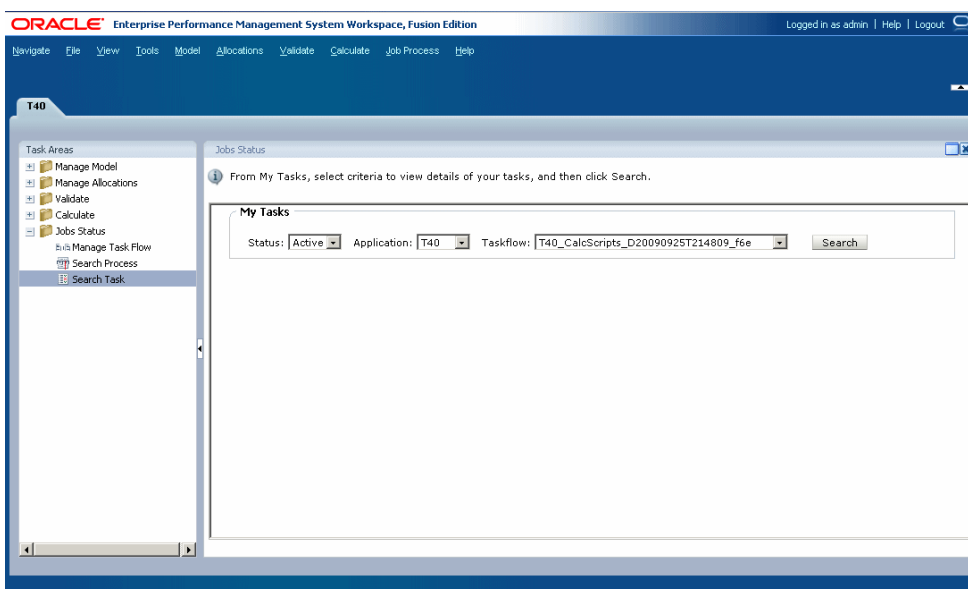 ORACLE Enterprise Performance Management System Workspace, Fusion Edition Logged in as admin | Help | Logout
Navigate File View Tools Model Allocations Validate Calculate Job Process Help
T40
Task Areas
Manage Model
Manage Allocations
Validate
Calculate
Jobs Status
Manage Task Flow
Search Process
Search Task
Jobs Status
From My Tasks, select criteria to view details of your tasks, and then click Search.
My Tasks
Status: Active Application: T40 Taskflow: T40_CalcScripts_D20090925T214809_f6e Search